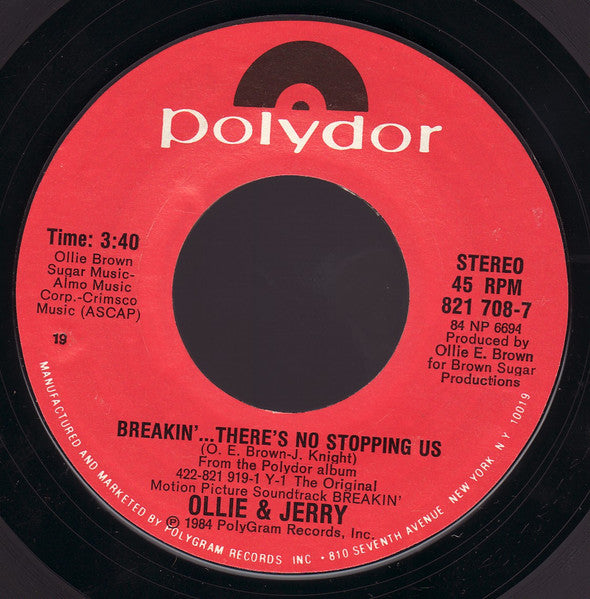 polydor
Time: 3:40
Ollie Brown
Sugar Music-
Almo Music
Corp.-Crimsco
Music (ASCAP)
19
STEREO
45 RPM
821 708-7
84 NP 6694
Produced by
Ollie E. Brown
for Brown Sugar
Productions
BREAKIN'...THERE'S NO STOPPING US
(O. E. Brown-J. Knight)
From the Polydor album
422-821 919-1 Y-1 The Original
Motion Picture Soundtrack BREAKIN'
OLLIE & JERRY
℗ 1984 PolyGram Records, Inc.
MANUFACTURED AND MARKETED BY POLYGRAM RECORDS INC • 810 SEVENTH AVENUE, NEW YORK, N.Y. 10019